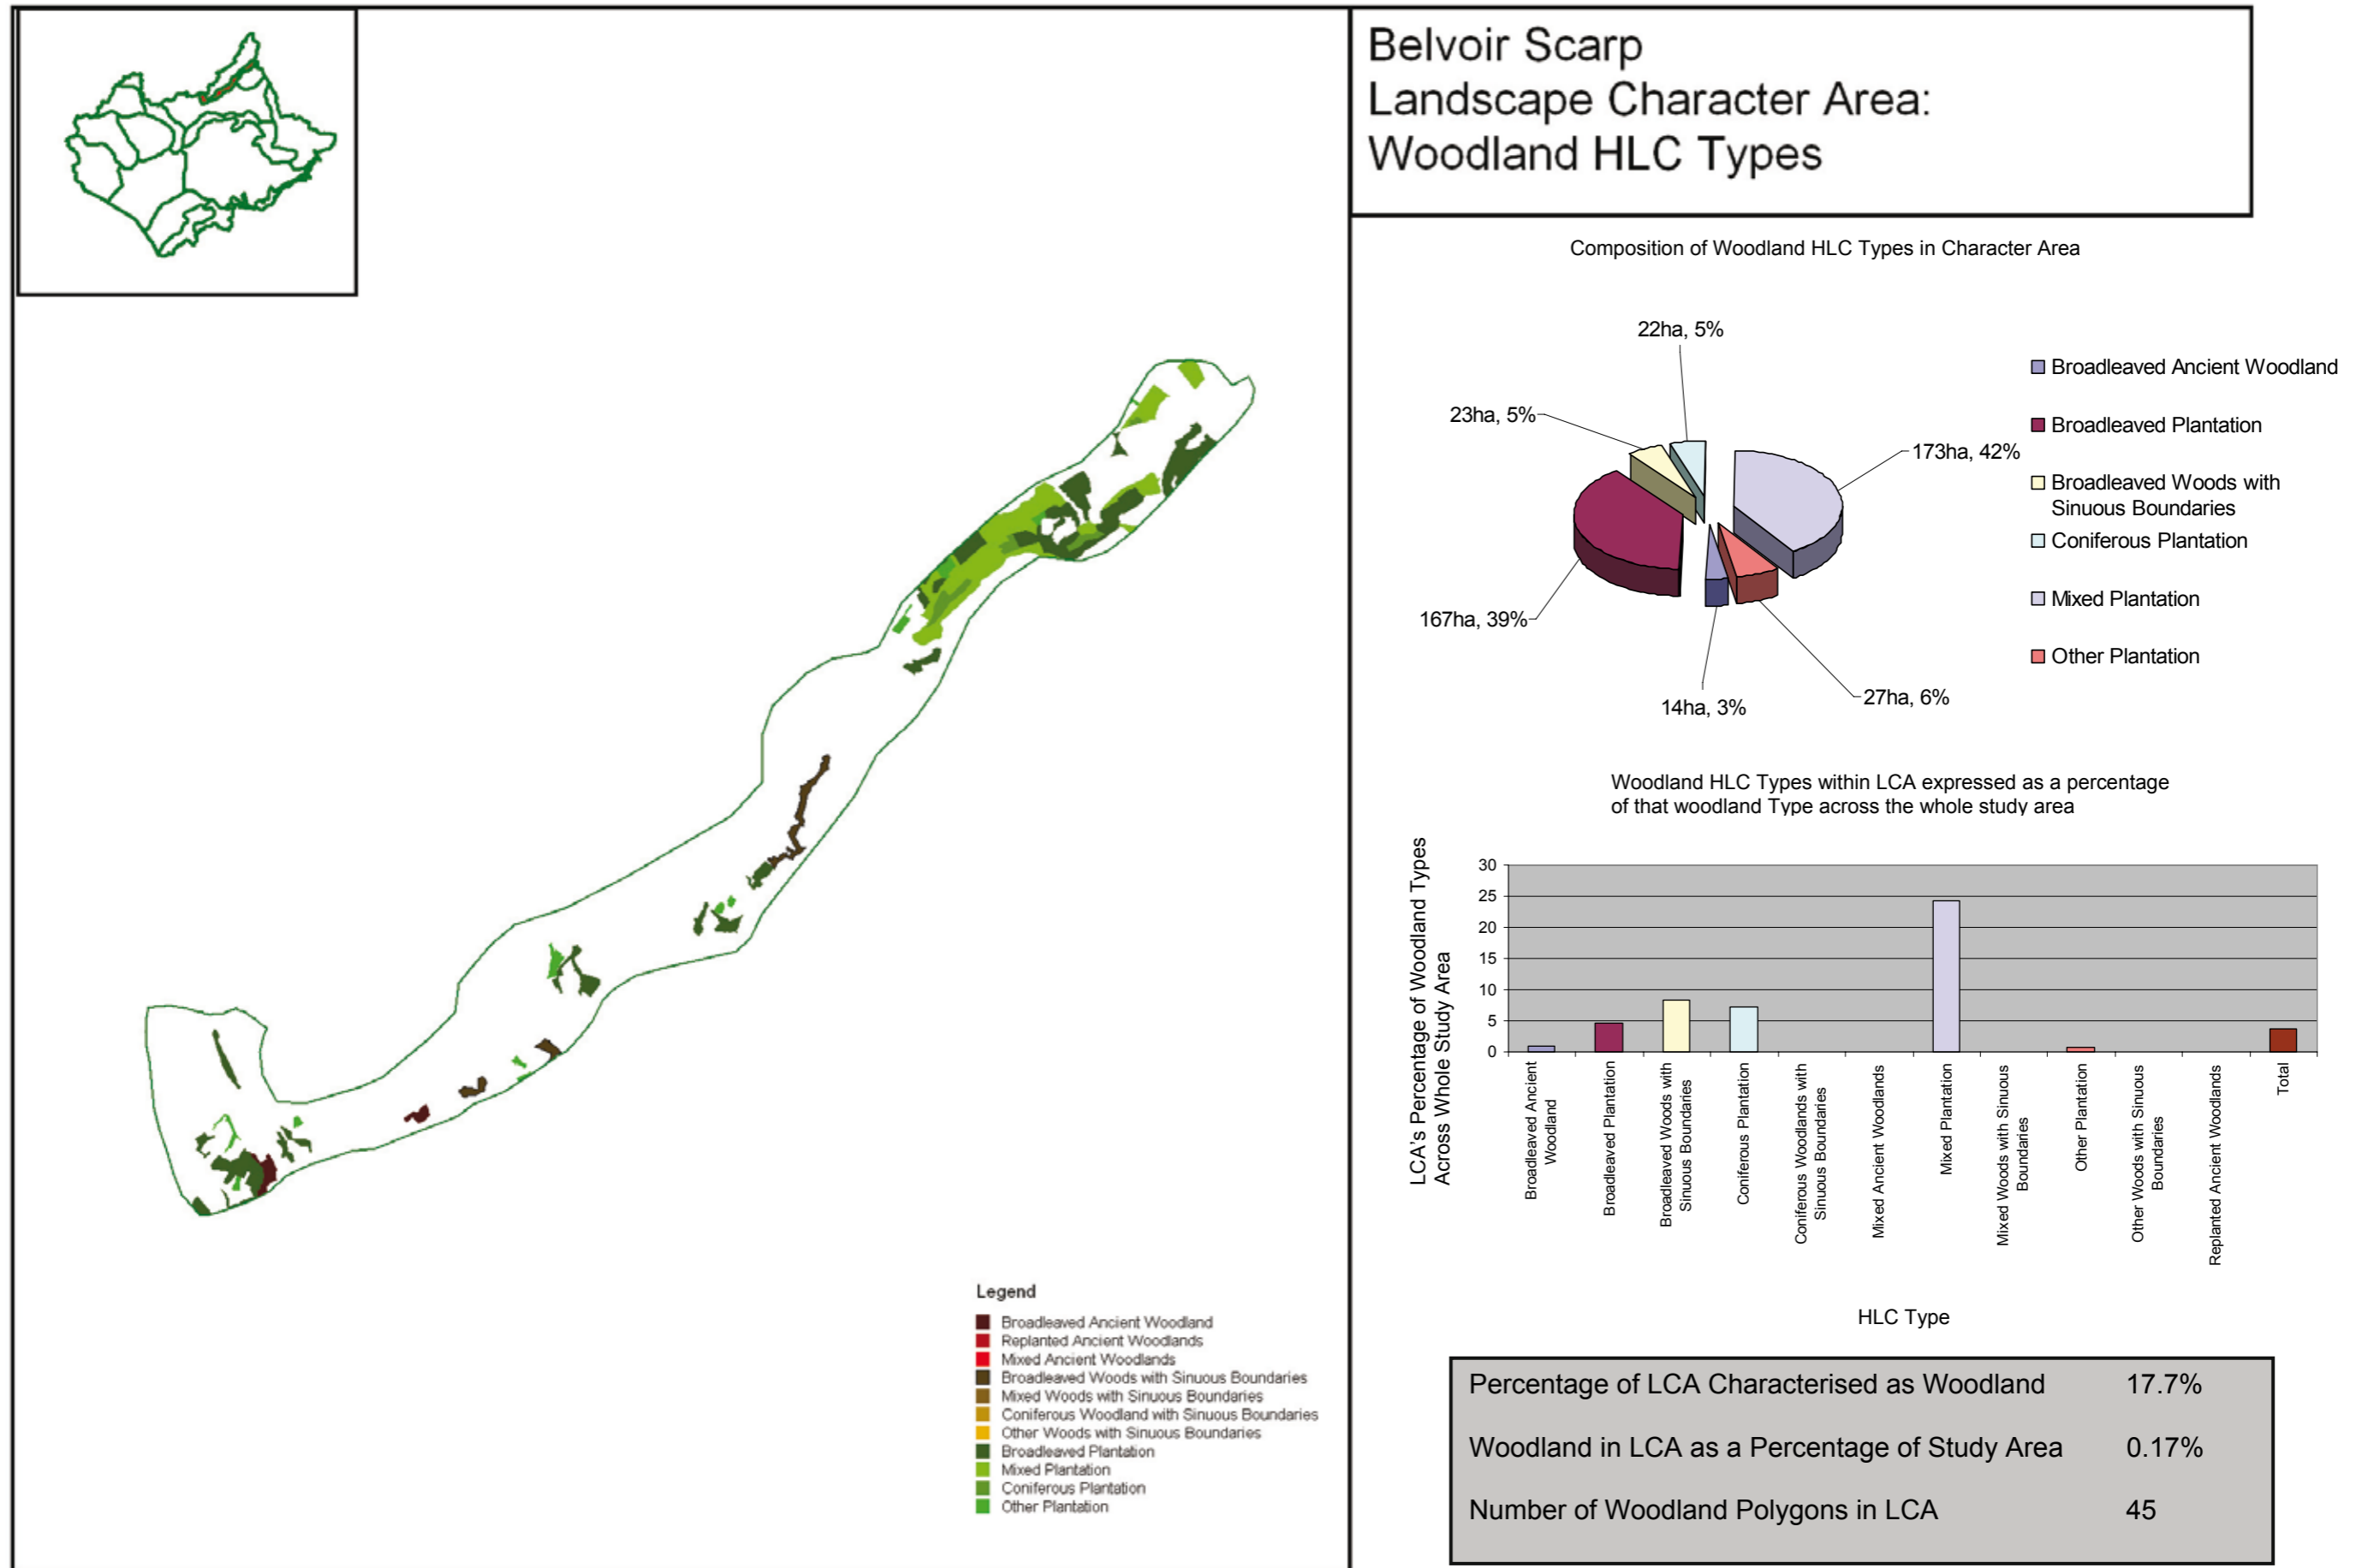 Belvoir Scarp
Landscape Character Area:
Woodland HLC Types
Composition of Woodland HLC Types in Character Area
22ha, 5%
23ha, 5%
173ha, 42%
167ha, 39%
14ha, 3%
27ha, 6%
Broadleaved Ancient Woodland
Broadleaved Plantation
Broadleaved Woods with
Sinuous Boundaries
Coniferous Plantation
Mixed Plantation
Other Plantation
Woodland HLC Types within LCA expressed as a percentage
of that woodland Type across the whole study area
LCA's Percentage of Woodland Types
Across Whole Study Area
30
25
20
15
10
5
0
Broadleaved Ancient
Woodland
Broadleaved Plantation
Broadleaved Woods with
Sinuous Boundaries
Coniferous Plantation
Coniferous Woodlands with
Sinuous Boundaries
Mixed Ancient Woodlands
Mixed Plantation
Mixed Woods with Sinuous
Boundaries
Other Plantation
Other Woods with Sinuous
Boundaries
Replanted Ancient Woodlands
Total
HLC Type
Legend
Broadleaved Ancient Woodland
Replanted Ancient Woodlands
Mixed Ancient Woodlands
Broadleaved Woods with Sinuous Boundaries
Mixed Woods with Sinuous Boundaries
Coniferous Woodland with Sinuous Boundaries
Other Woods with Sinuous Boundaries
Broadleaved Plantation
Mixed Plantation
Coniferous Plantation
Other Plantation
Percentage of LCA Characterised as Woodland 17.7%
Woodland in LCA as a Percentage of Study Area 0.17%
Number of Woodland Polygons in LCA 45